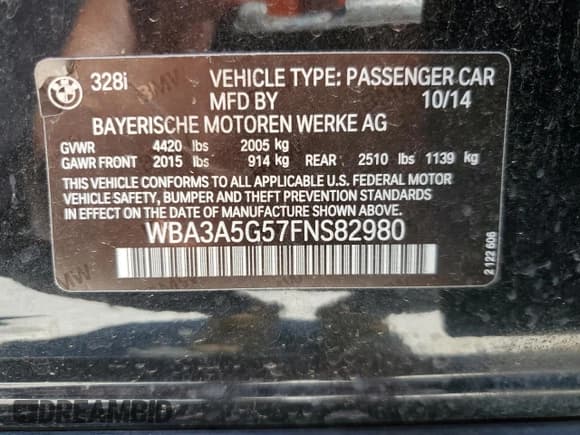 328i VEHICLE TYPE: PASSENGER CAR
MFD BY 10/14
BAYERISCHE MOTOREN WERKE AG
GVWR 4420 lbs 2005 kg
GAWR FRONT 2015 lbs 914 kg REAR 2510 lbs 1139 kg
THIS VEHICLE CONFORMS TO ALL APPLICABLE U.S. FEDERAL MOTOR
VEHICLE SAFETY, BUMPER AND THEFT PREVENTION STANDARDS
IN EFFECT ON THE DATE OF MANUFACTURE SHOWN ABOVE.
WBA3A5G57FNS82980
2 122 606
DREAMBID